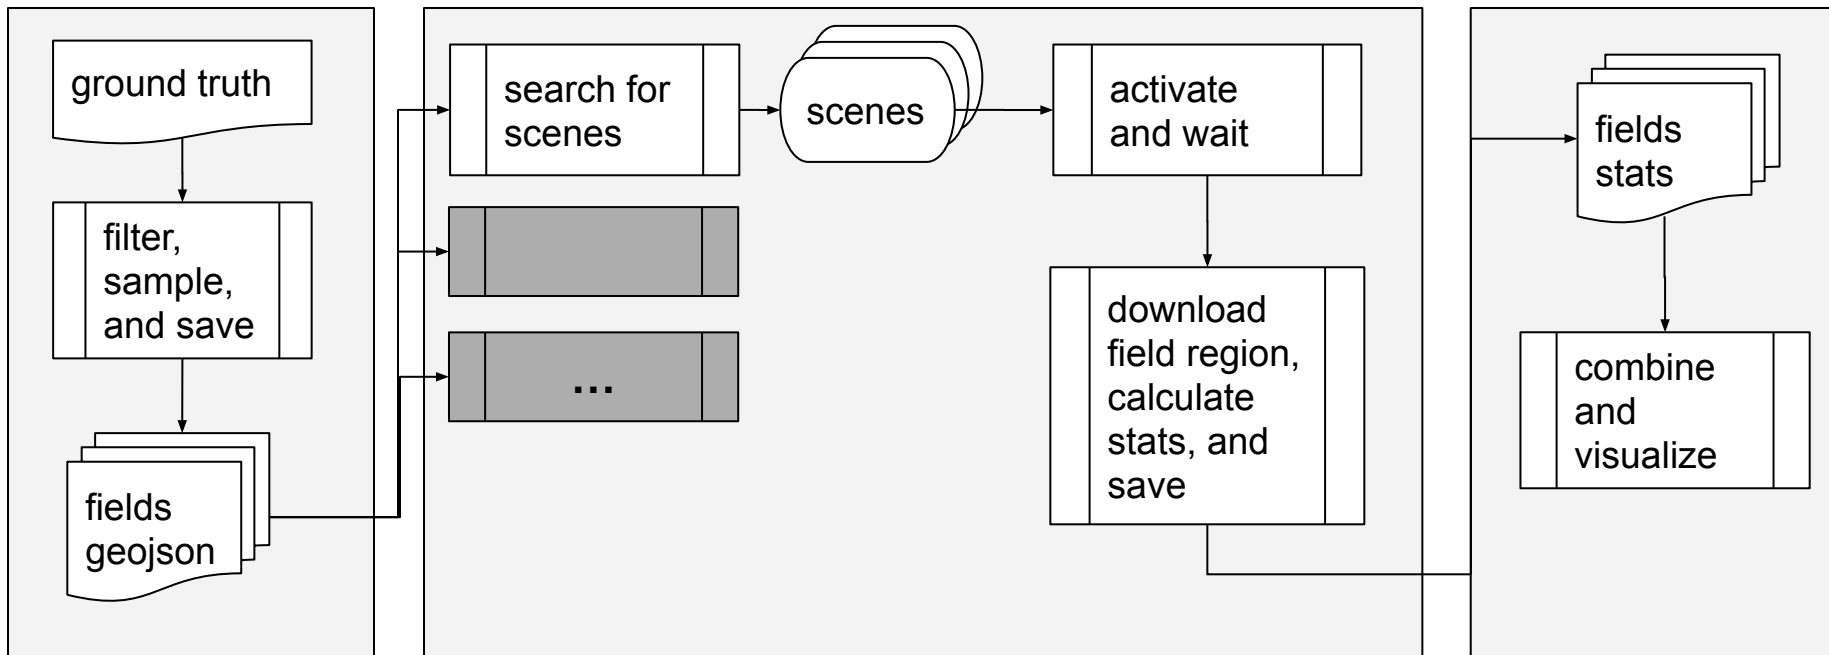 ground truth
filter,
sample,
and save
fields
geojson
search for
scenes
...
scenes
activate
and wait
download
field region,
calculate
stats, and
save
fields
stats
combine
and
visualize